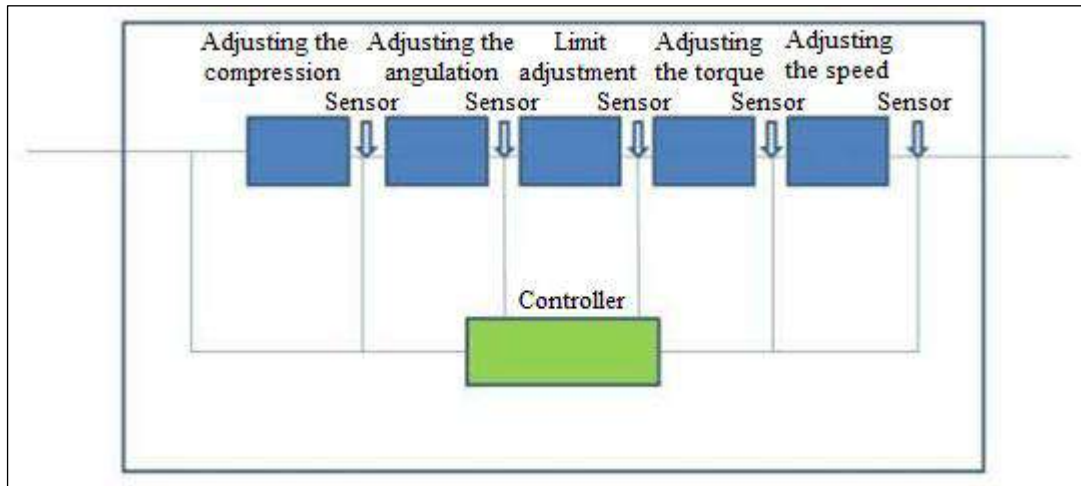 Adjusting the
compression
Adjusting the
angulation
Limit
adjustment
Adjusting
the torque
Adjusting
the speed
Sensor
Sensor
Sensor
Sensor
Sensor
Controller